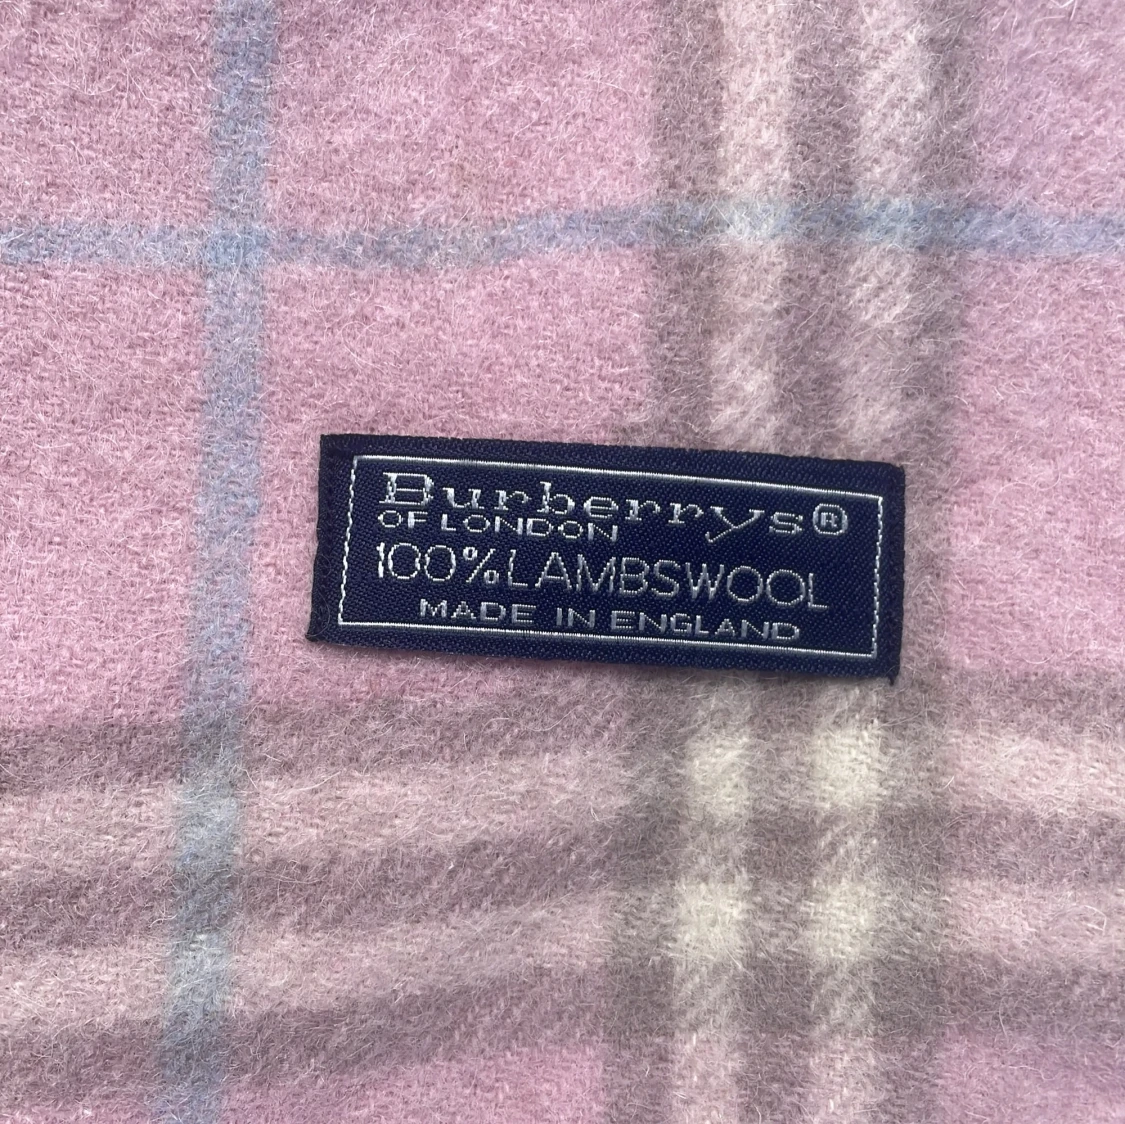 Burberrys®
OF LONDON
100% LAMBSWOOL
MADE IN ENGLAND